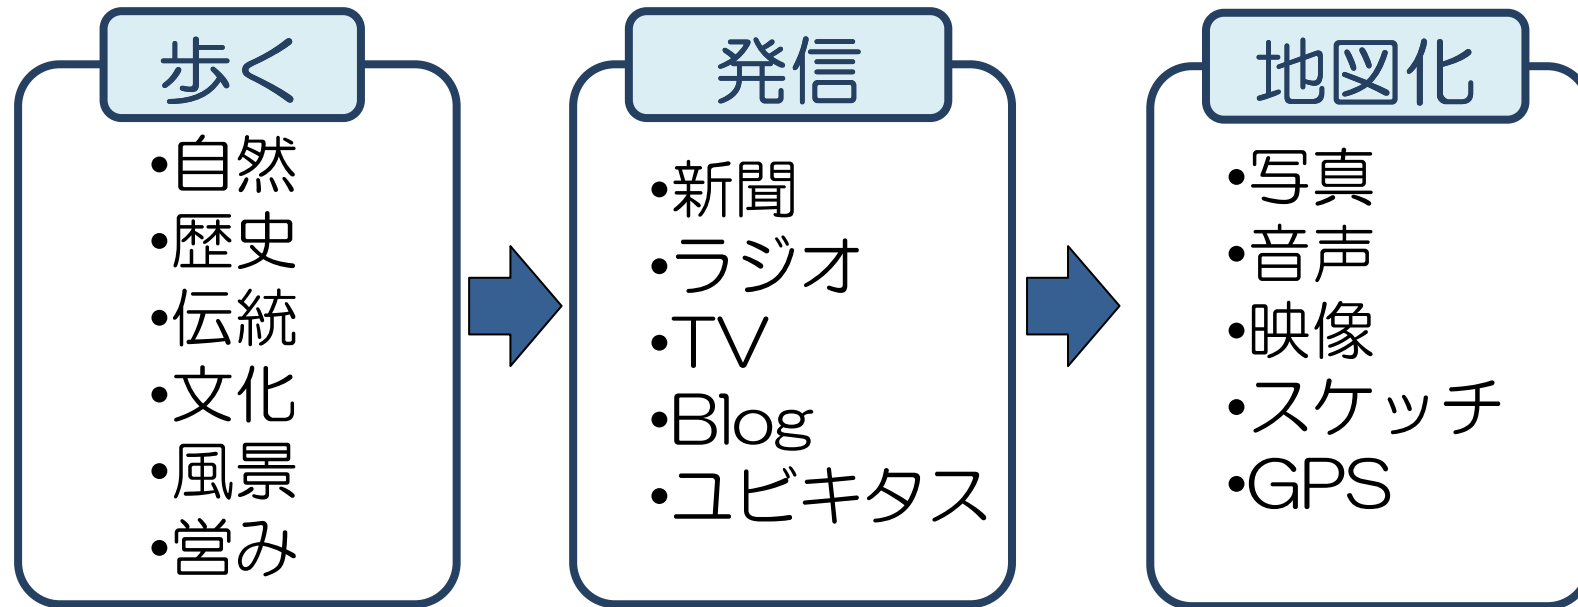 歩く
•自然
•歴史
•伝統
•文化
•風景
•営み
発信
•新聞
•ラジオ
•TV
•Blog
•ユビキタス
地図化
•写真
•音声
•映像
•スケッチ
•GPS